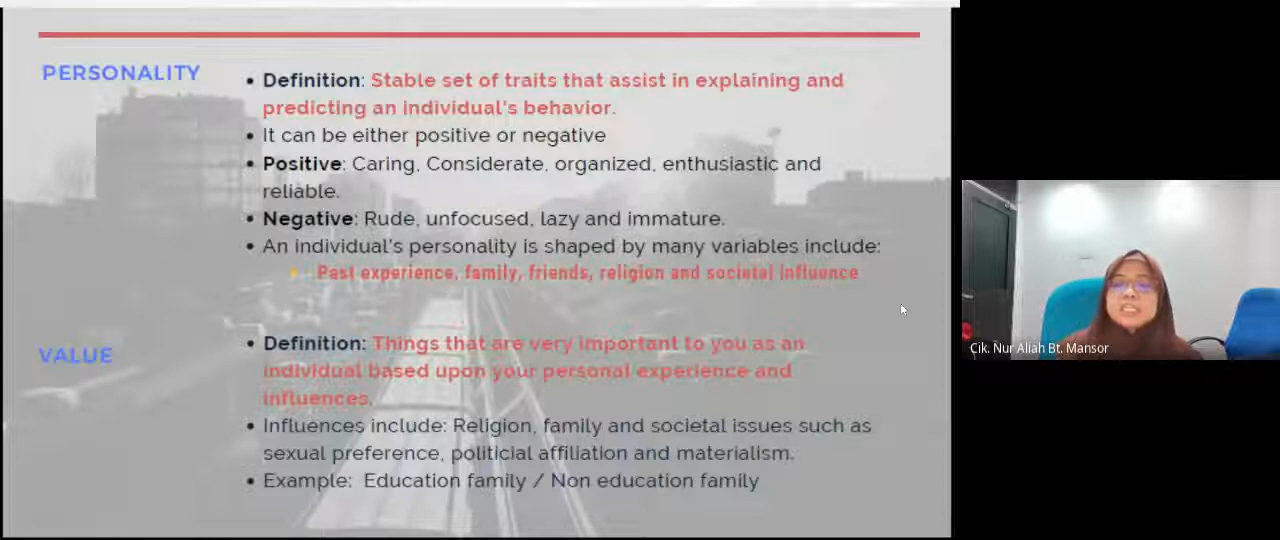 PERSONALITY
• Definition: Stable set of traits that assist in explaining and
predicting an individual's behavior.
• It can be either positive or negative
• Positive: Caring, Considerate, organized, enthusiastic and
reliable.
• Negative: Rude, unfocused, lazy and immature.
• An individual's personality is shaped by many variables include:
Past experience, family, friends, religion and societal influence
VALUE
• Definition: Things that are very important to you as an
individual based upon your personal experience and
influences.
• Influences include: Religion, family and societal issues such as
sexual preference, politicial affiliation and materialism.
• Example: Education family / Non education family
Cik. Nur Aliah Bt. Mansor